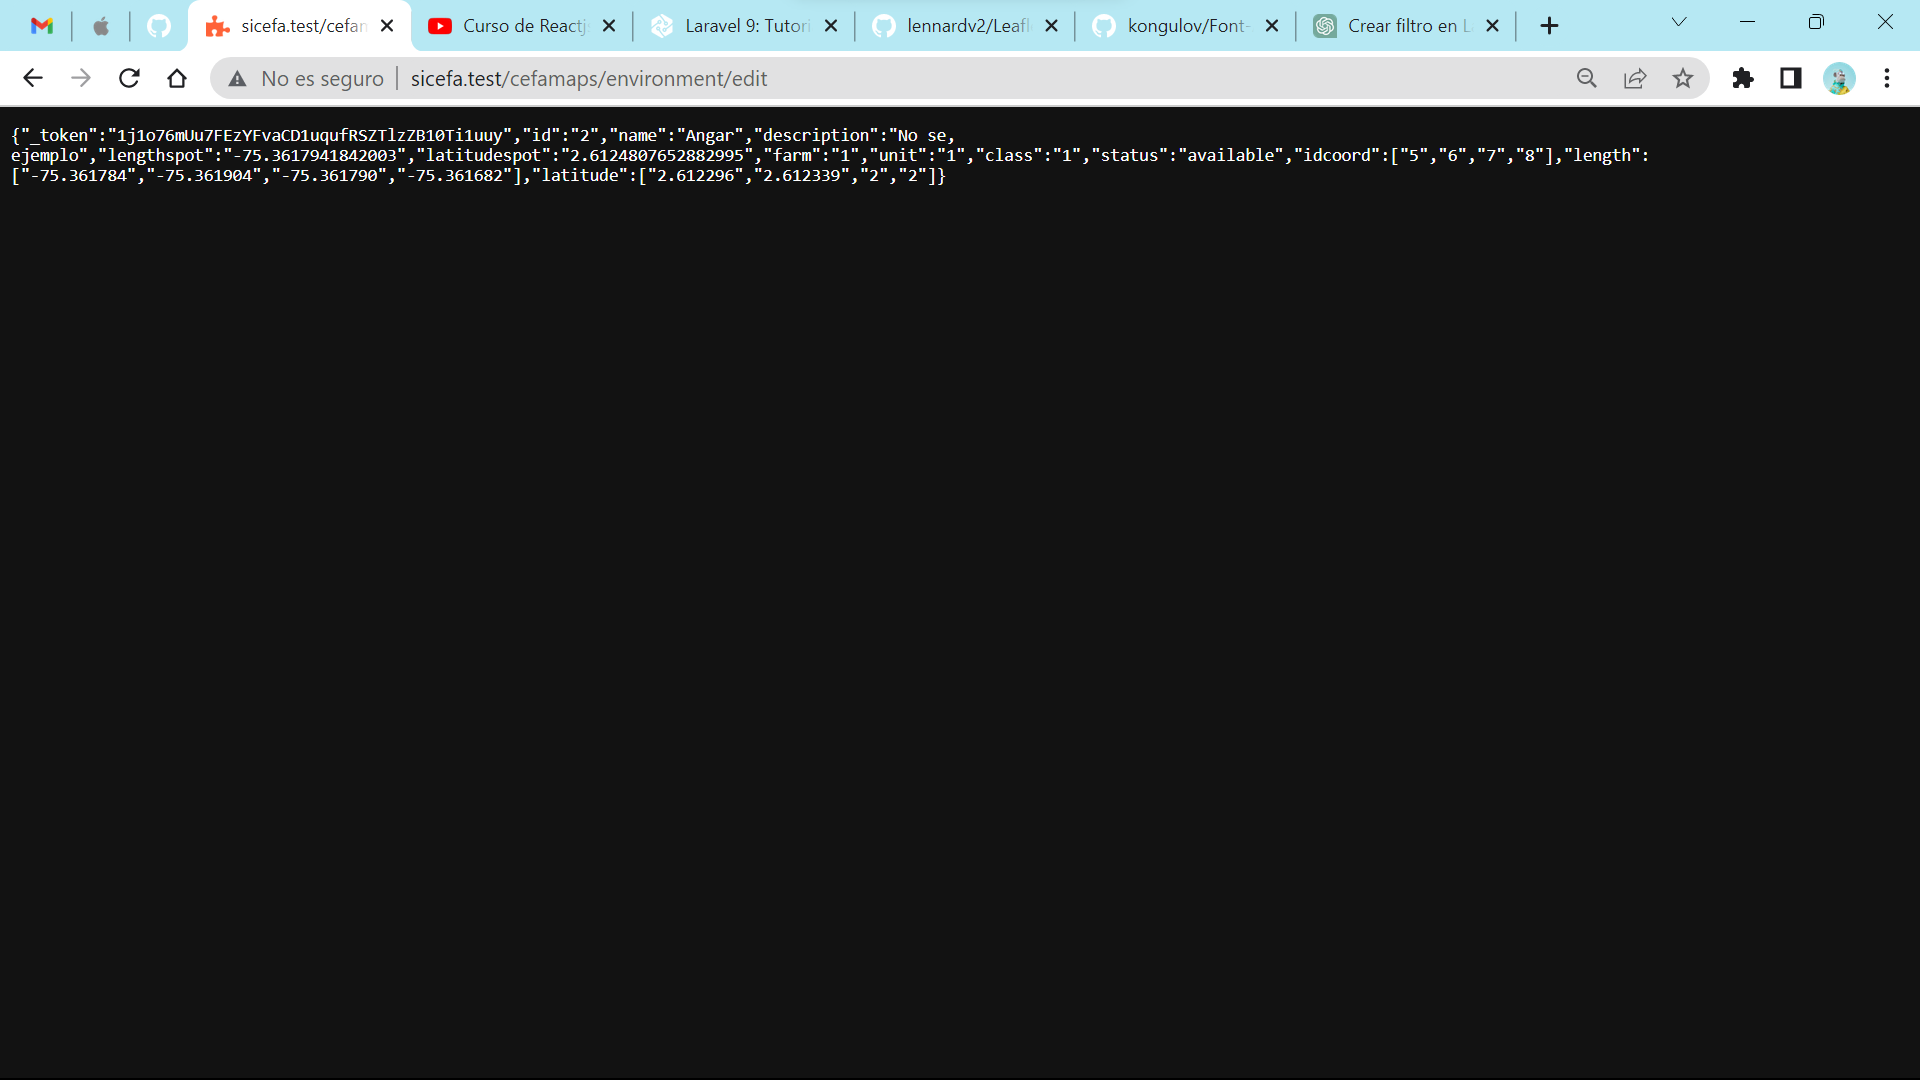 sicefa.test/cefam
Curso de Reactj
Laravel 9: Tutori
lennardv2/Leafl
kongulov/Font-
Crear filtro en L
No es seguro
sicefa.test/cefamaps/environment/edit
{"_token":"1j1o76mUu7FEzYFvaCD1uqufRSZTlzZB10Ti1uuy","id":"2","name":"Angar","description":"No se,
ejemplo","lengthspot":"-75.3617941842003","latitudespot":"2.6124807652882995","farm":"1","unit":"1","class":"1","status":"available","idcoord":["5","6","7","8"],"length":
["-75.361784","-75.361904","-75.361790","-75.361682"],"latitude":["2.612296","2.612339","2","2"]}